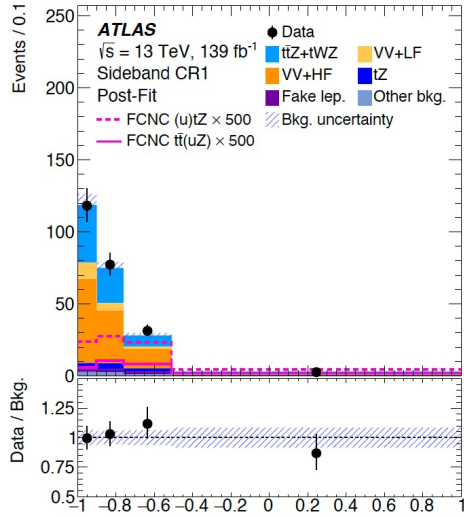 Events / 0.1
250
200
150
100
50
0
ATLAS
√s = 13 TeV, 139 fb⁻¹
Sideband CR1
Post-Fit
FCNC (u)tZ × 500
FCNC tt̄(uZ) × 500
Data
tt̄Z+tWZ
VV+LF
VV+HF
tZ
Fake lep.
Other bkg.
Bkg. uncertainty
Data / Bkg.
1.25
1
0.75
0.5
−1 −0.8 −0.6 −0.4 −0.2 0 0.2 0.4 0.6 0.8 1